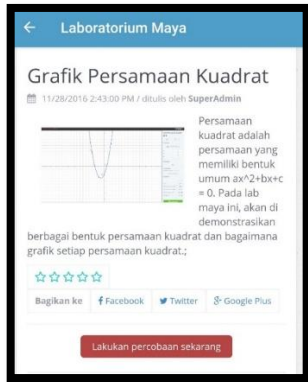 Laboratorium Maya
Grafik Persamaan Kuadrat
11/28/2016 2:43:00 PM / ditulis oleh SuperAdmin
Persamaan
kuadrat adalah
persamaan yang
memiliki bentuk
umum ax^2+bx+c
= 0. Pada lab
maya ini, akan di
demonstrasikan
berbagai bentuk persamaan kuadrat dan bagaimana
grafik setiap persamaan kuadrat.;
Bagikan ke Facebook Twitter Google Plus
Lakukan percobaan sekarang